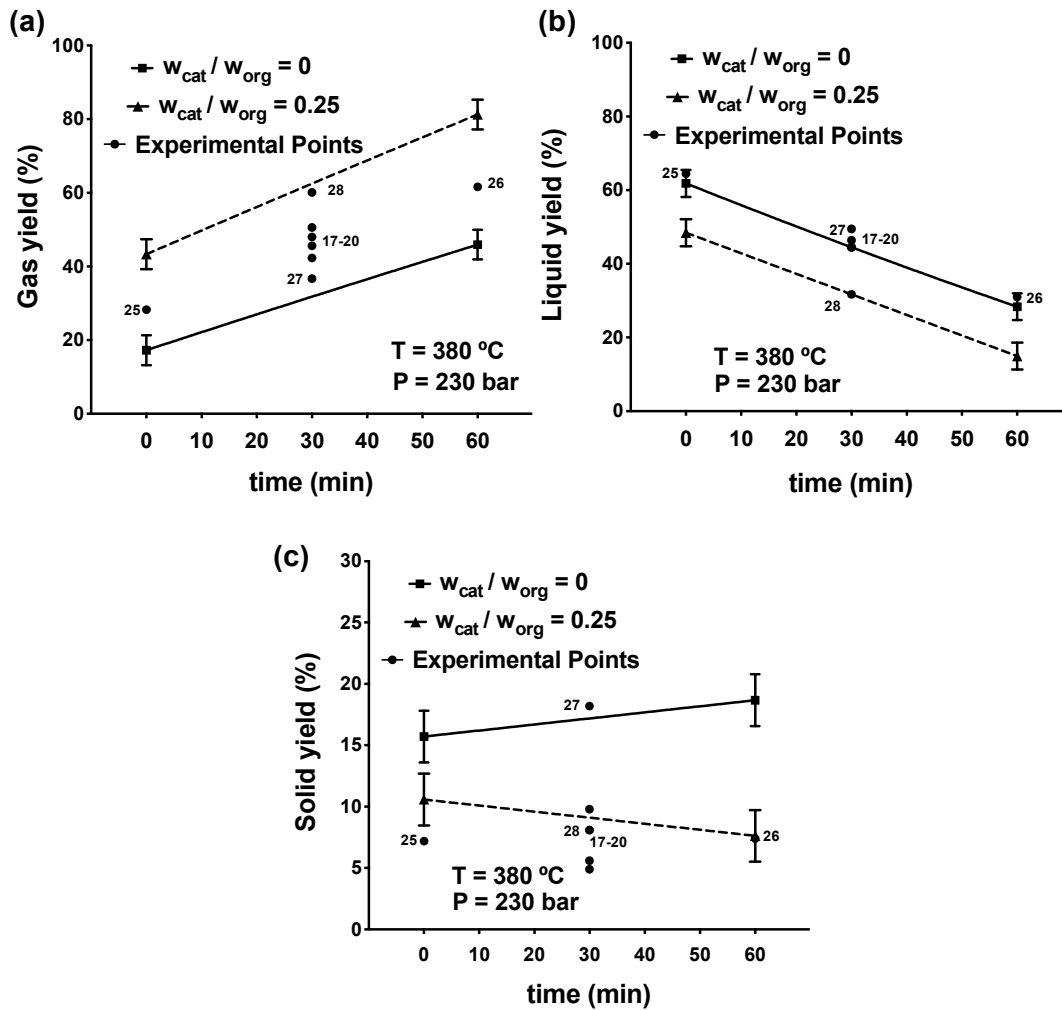 (a)
100
80
60
40
20
0
Gas yield (%)
w_cat / w_org = 0
w_cat / w_org = 0.25
Experimental Points
28
26
17-20
27
25
T = 380 ºC
P = 230 bar
0 10 20 30 40 50 60
time (min)
(b)
100
80
60
40
20
0
Liquid yield (%)
w_cat / w_org = 0
w_cat / w_org = 0.25
Experimental Points
25
27
17-20
28
26
T = 380 ºC
P = 230 bar
0 10 20 30 40 50 60
time (min)
(c)
30
25
20
15
10
5
0
Solid yield (%)
w_cat / w_org = 0
w_cat / w_org = 0.25
Experimental Points
27
28
17-20
25
26
T = 380 ºC
P = 230 bar
0 10 20 30 40 50 60
time (min)